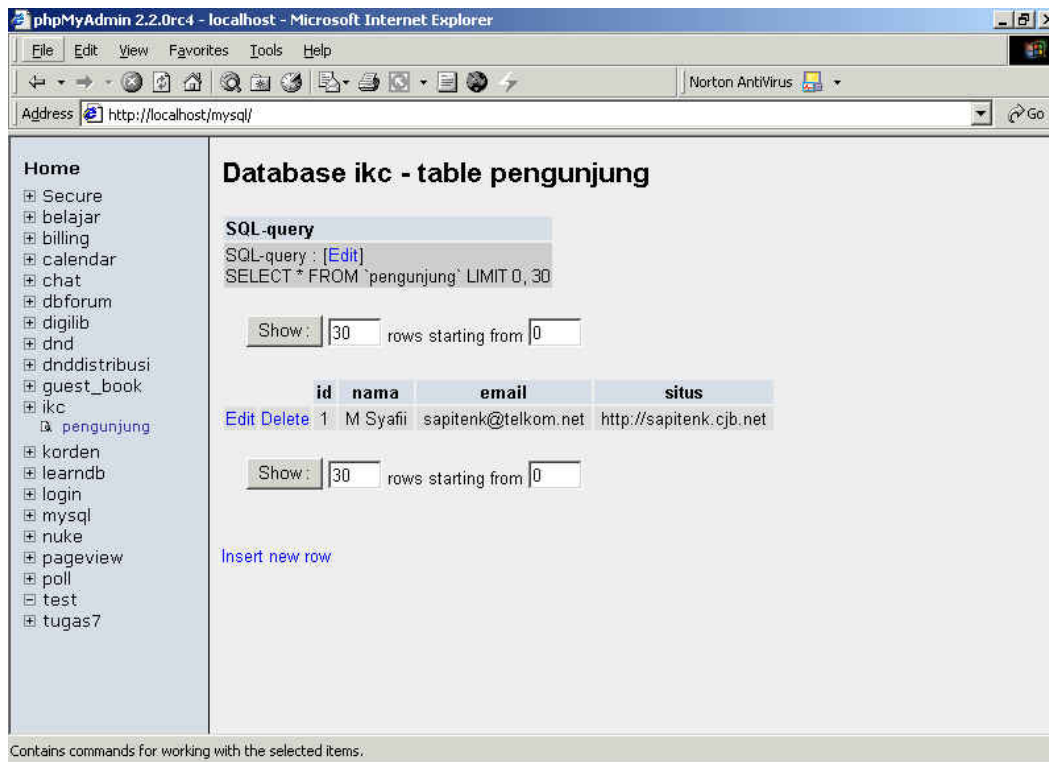 phpMyAdmin 2.2.0rc4 - localhost - Microsoft Internet Explorer
File Edit View Favorites Tools Help
Norton AntiVirus
Address http://localhost/mysql/ Go
Home
Secure
belajar
billing
calendar
chat
dbforum
digilib
dnd
dnddistribusi
guest_book
ikc
pengunjung
korden
learndb
login
mysql
nuke
pageview
poll
test
tugas7
Database ikc - table pengunjung
SQL-query
SQL-query : [Edit]
SELECT * FROM `pengunjung` LIMIT 0, 30
Show : 30 rows starting from 0
id nama email situs
Edit Delete 1 M Syafii sapitenk@telkom.net http://sapitenk.cjb.net
Show : 30 rows starting from 0
Insert new row
Contains commands for working with the selected items.